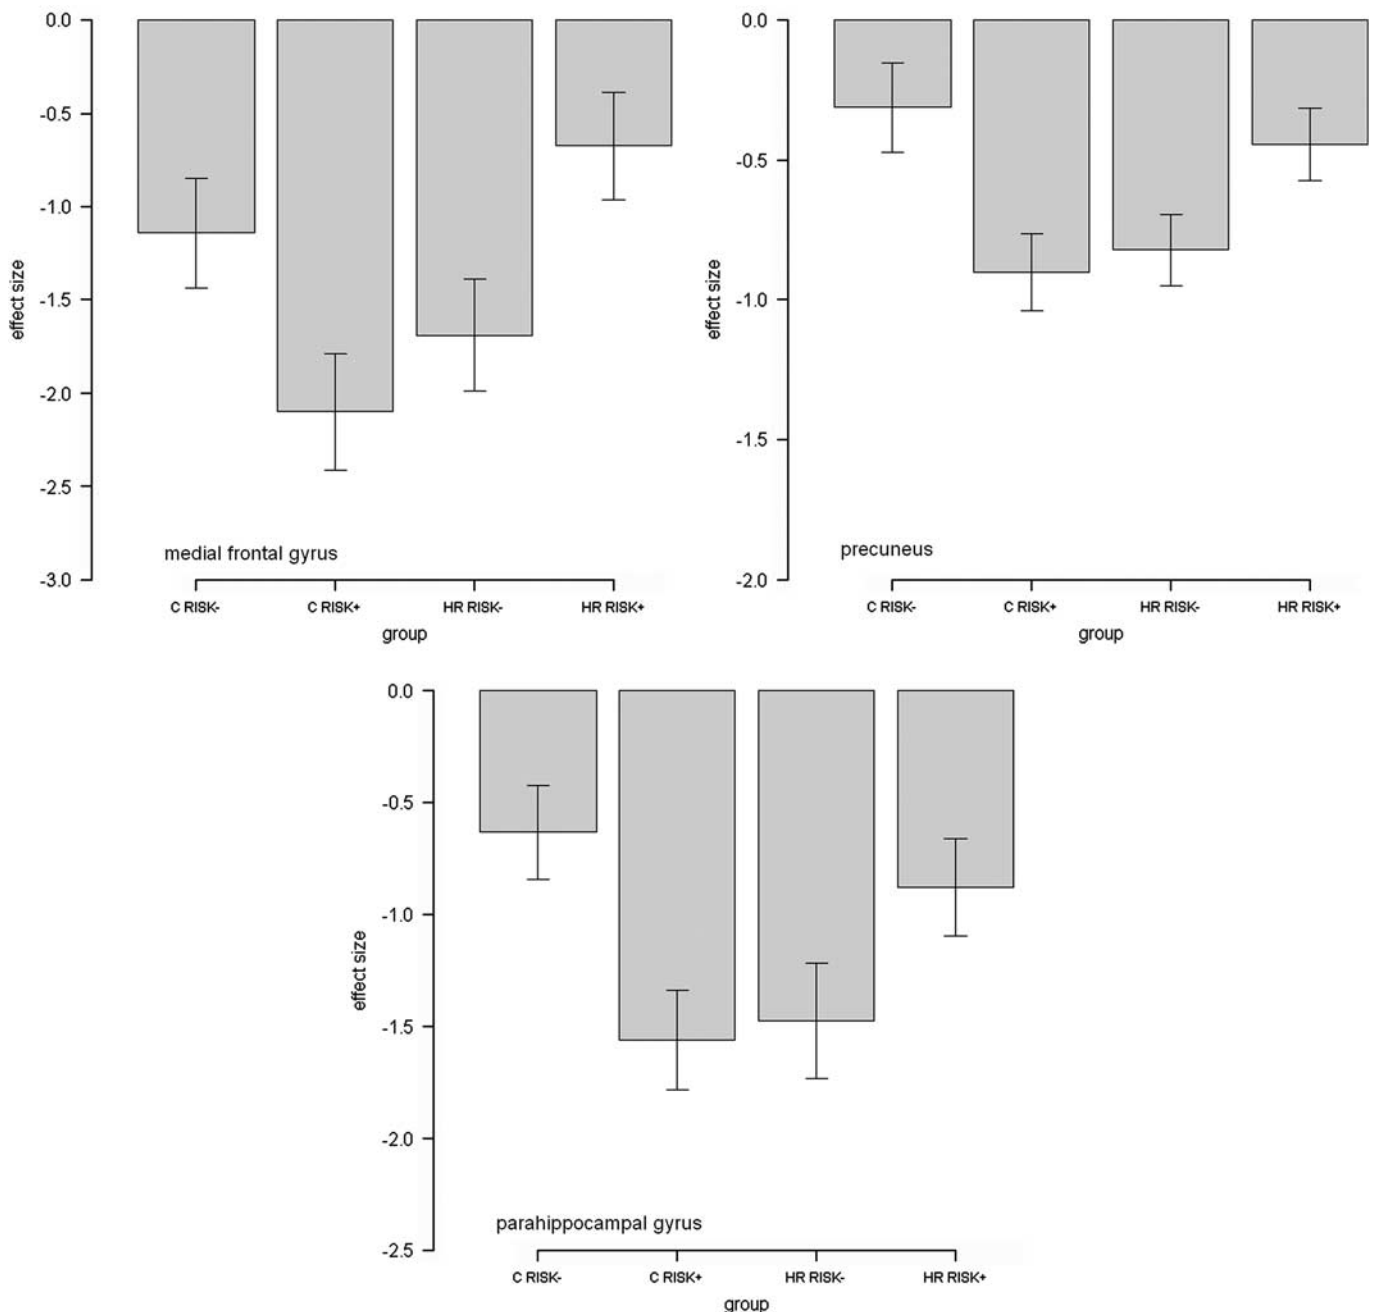 0.0
-0.5
-1.0
-1.5
-2.0
-2.5
-3.0
effect size
medial frontal gyrus
C RISK- C RISK+ HR RISK- HR RISK+
group
0.0
-0.5
-1.0
-1.5
-2.0
effect size
precuneus
C RISK- C RISK+ HR RISK- HR RISK+
group
0.0
-0.5
-1.0
-1.5
-2.0
-2.5
effect size
parahippocampal gyrus
C RISK- C RISK+ HR RISK- HR RISK+
group